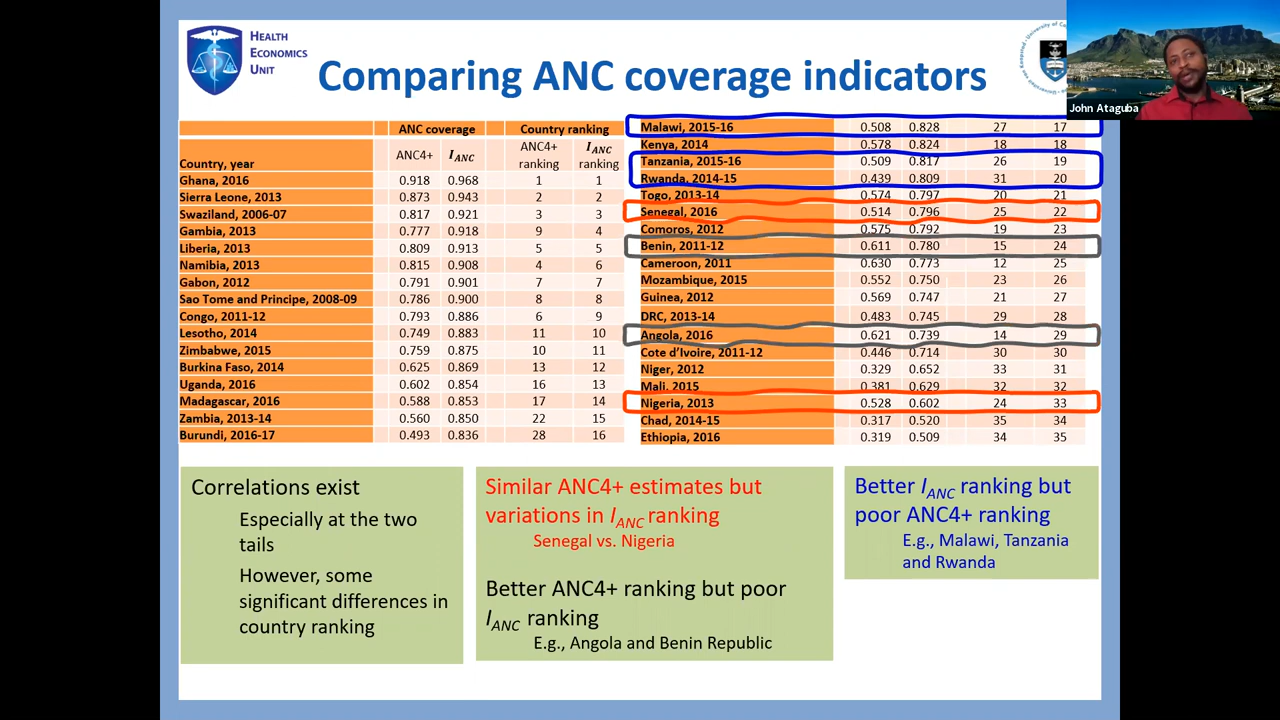 HEALTH
ECONOMICS
UNIT
Comparing ANC coverage indicators
John Ataguba
ANC coverage Country ranking
Country, year ANC4+ I_ANC ANC4+ ranking I_ANC ranking
Ghana, 2016 0.918 0.968 1 1
Sierra Leone, 2013 0.873 0.943 2 2
Swaziland, 2006-07 0.817 0.921 3 3
Gambia, 2013 0.777 0.918 9 4
Liberia, 2013 0.809 0.913 5 5
Namibia, 2013 0.815 0.908 4 6
Gabon, 2012 0.791 0.901 7 7
Sao Tome and Principe, 2008-09 0.786 0.900 8 8
Congo, 2011-12 0.793 0.886 6 9
Lesotho, 2014 0.749 0.883 11 10
Zimbabwe, 2015 0.759 0.875 10 11
Burkina Faso, 2014 0.625 0.869 13 12
Uganda, 2016 0.602 0.854 16 13
Madagascar, 2016 0.588 0.853 17 14
Zambia, 2013-14 0.560 0.850 22 15
Burundi, 2016-17 0.493 0.836 28 16
Malawi, 2015-16 0.508 0.828 27 17
Kenya, 2014 0.578 0.824 18 18
Tanzania, 2015-16 0.509 0.817 26 19
Rwanda, 2014-15 0.439 0.809 31 20
Togo, 2013-14 0.574 0.797 20 21
Senegal, 2016 0.514 0.796 25 22
Comoros, 2012 0.575 0.792 19 23
Benin, 2011-12 0.611 0.780 15 24
Cameroon, 2011 0.630 0.773 12 25
Mozambique, 2015 0.552 0.750 23 26
Guinea, 2012 0.569 0.747 21 27
DRC, 2013-14 0.483 0.745 29 28
Angola, 2016 0.621 0.739 14 29
Cote d'Ivoire, 2011-12 0.446 0.714 30 30
Niger, 2012 0.329 0.652 33 31
Mali, 2015 0.381 0.629 32 32
Nigeria, 2013 0.528 0.602 24 33
Chad, 2014-15 0.317 0.520 35 34
Ethiopia, 2016 0.319 0.509 34 35
Correlations exist
Especially at the two
tails
However, some
significant differences in
country ranking
Similar ANC4+ estimates but
variations in I_ANC ranking
Senegal vs. Nigeria
Better ANC4+ ranking but poor
I_ANC ranking
E.g., Angola and Benin Republic
Better I_ANC ranking but
poor ANC4+ ranking
E.g., Malawi, Tanzania
and Rwanda